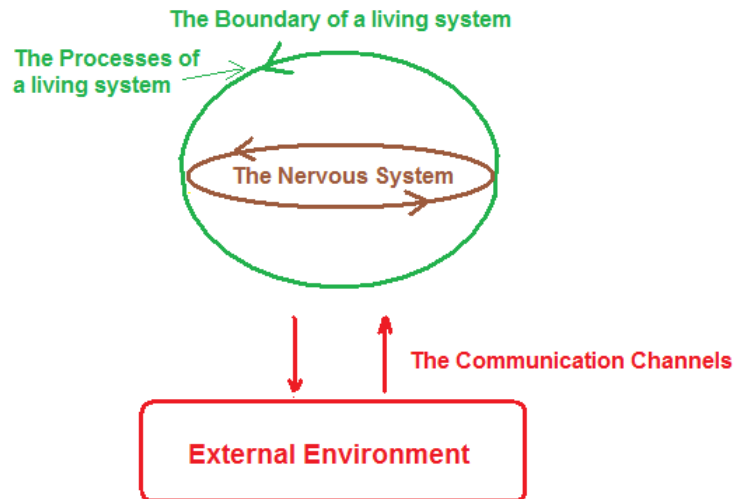 The Boundary of a living system
The Processes of
a living system
The Nervous System
The Communication Channels
External Environment